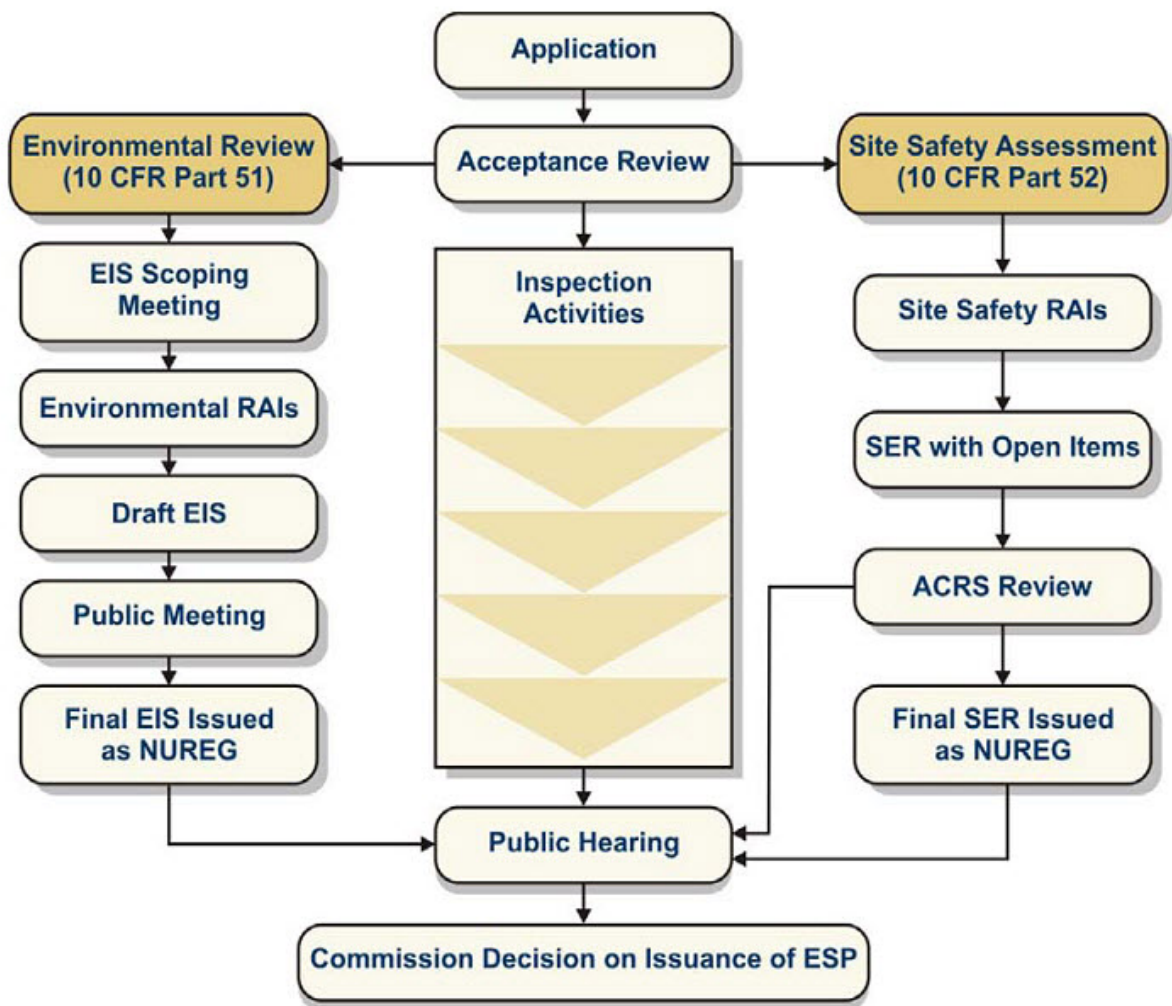 Application
Acceptance Review
Environmental Review
(10 CFR Part 51)
EIS Scoping
Meeting
Environmental RAIs
Draft EIS
Public Meeting
Final EIS Issued
as NUREG
Inspection
Activities
Site Safety Assessment
(10 CFR Part 52)
Site Safety RAIs
SER with Open Items
ACRS Review
Final SER Issued
as NUREG
Public Hearing
Commission Decision on Issuance of ESP